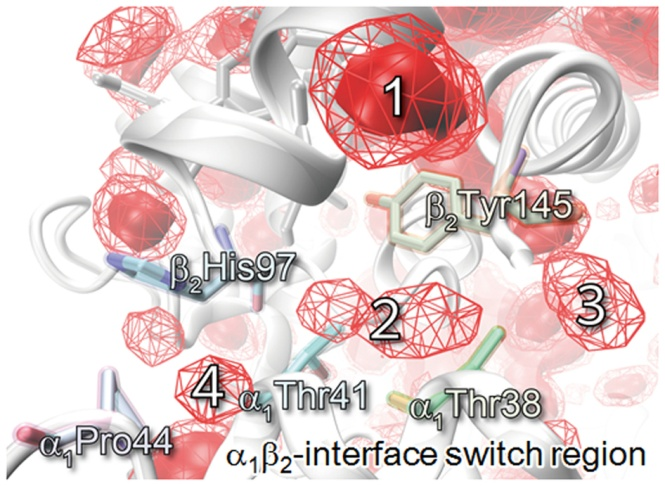 1
β₂Tyr145
β₂His97
2
3
4
α₁Thr41
α₁Thr38
α₁Pro44
α₁β₂-interface switch region